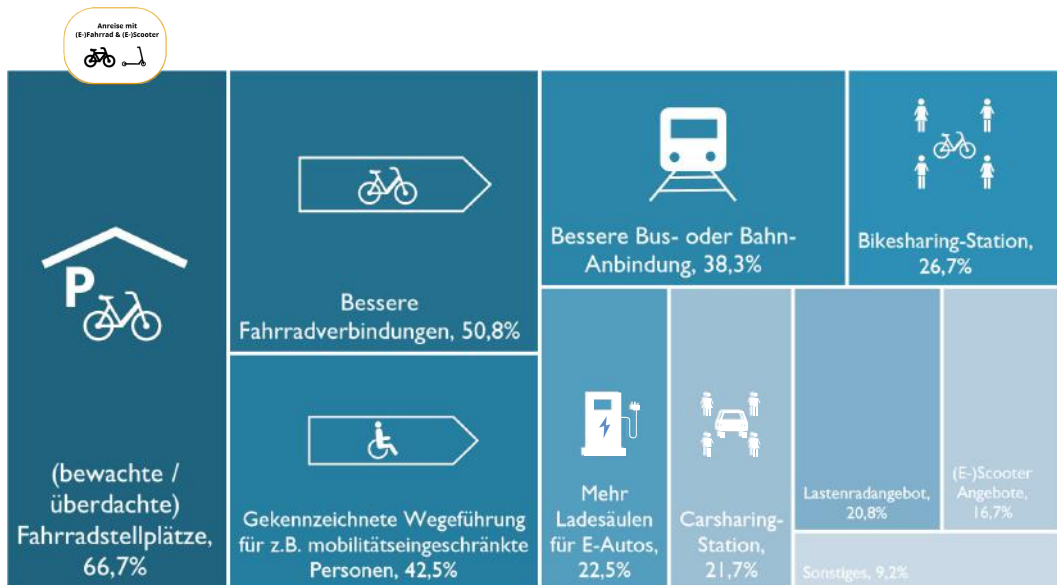 Anreise mit
(E-)Fahrrad & (E-)Scooter
P
(bewachte /
überdachte)
Fahrradstellplätze,
66,7%
Bessere
Fahrradverbindungen, 50,8%
Gekennzeichnete Wegeführung
für z.B. mobilitätseingeschränkte
Personen, 42,5%
Bessere Bus- oder Bahn-
Anbindung, 38,3%
Bikesharing-Station,
26,7%
Mehr
Ladesäulen
für E-Autos,
22,5%
Carsharing-
Station,
21,7%
Lastenradangebot,
20,8%
(E-)Scooter
Angebote,
16,7%
Sonstiges, 9,2%